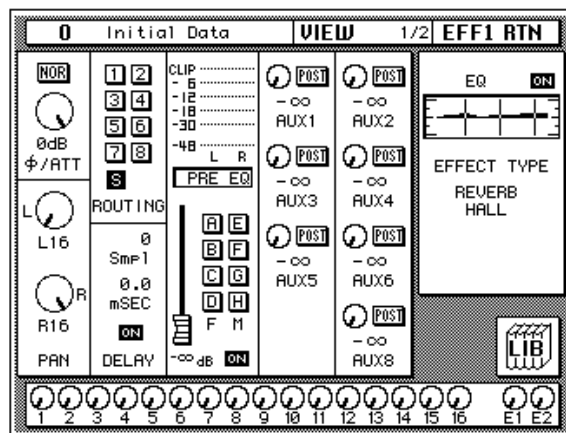 0 Initial Data VIEW 1/2 EFF1 RTN
NOR
0dB
ϕ/ATT
L
L16
R
R16
PAN
1 2
3 4
5 6
7 8
S
ROUTING
0
Smpl
0.0
mSEC
ON
DELAY
CLIP
- 6
-12
-18
-30
-48
L R
PRE EQ
A E
B F
C G
D H
F M
-∞ dB ON
POST POST
-∞ -∞
AUX1 AUX2
POST POST
-∞ -∞
AUX3 AUX4
POST POST
-∞ -∞
AUX5 AUX6
POST
-∞
AUX8
EQ ON
EFFECT TYPE
REVERB
HALL
LIB
1 2 3 4 5 6 7 8 9 10 11 12 13 14 15 16 E1 E2